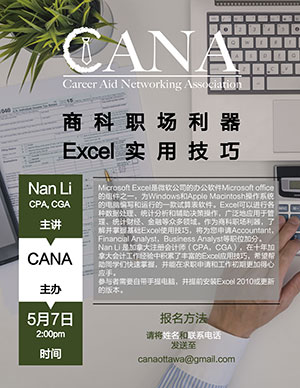 CANA
Career Aid Networking Association
商科职场利器
Excel 实用技巧
Nan Li
CPA, CGA
主讲
CANA
主办
5月7日
2:00pm
时间
Microsoft Excel是微软公司的办公软件Microsoft office
的组件之一,为Windows和Apple Macintosh操作系统
的电脑编写和运行的一款试算表软件。Excel可以进行各
种数据处理、统计分析和辅助决策操作,广泛地应用于管
理、统计财经、金融等众多领域。作为商科职场利器,了
解并掌握基础Excel使用技巧,将为您申请Accountant,
Financial Analyst, Business Analyst等职位加分。
Nan Li 是加拿大注册会计师(CPA, CGA),在十年加
拿大会计工作经验中积累了丰富的Excel应用技巧,希望帮
助同学们快速掌握,并能在求职申请和工作初期更加得心
应手。
参与者需要自带手提电脑,并提前安装Excel 2010或更新
的版本。
报名方法
请将姓名和联系电话
发送至
canaottawa@gmail.com